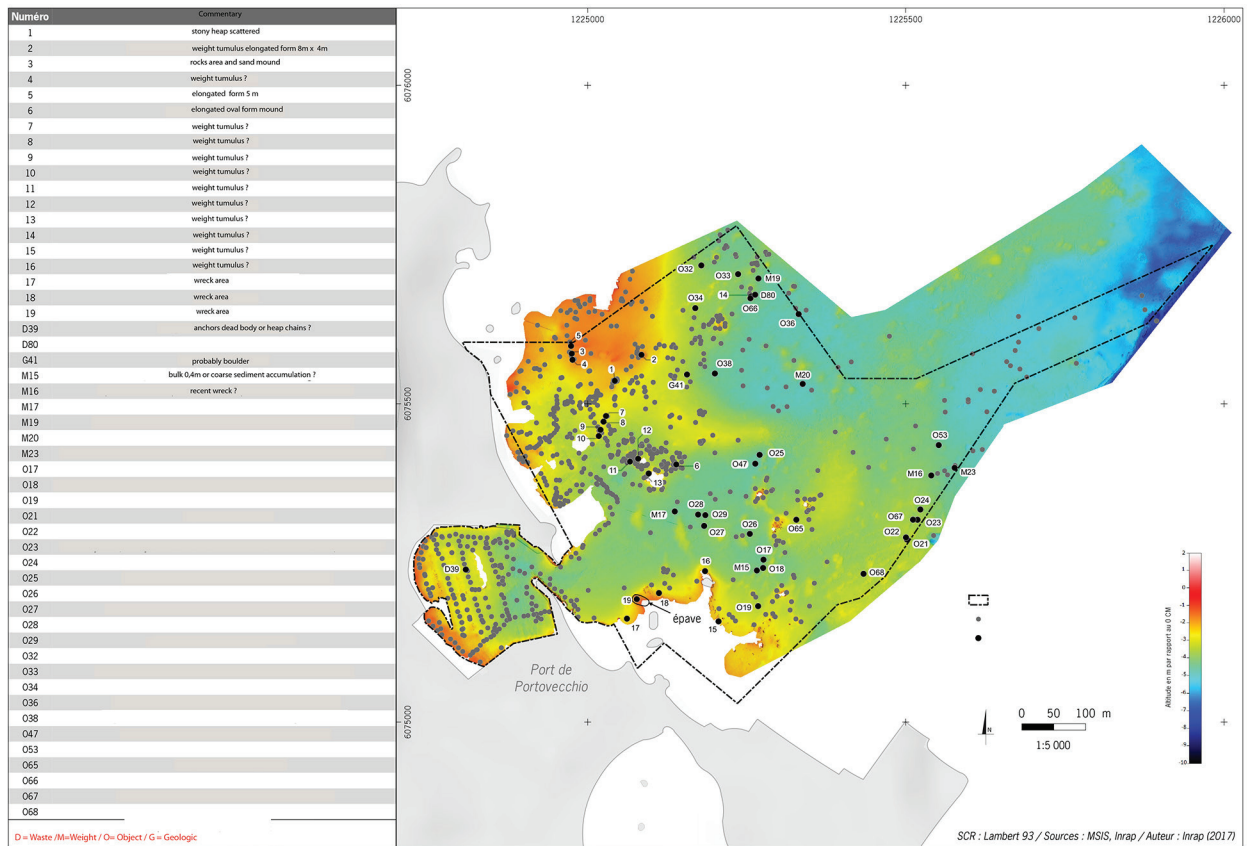 Numéro Commentary
1 stony heap scattered
2 weight tumulus elongated form 8m x 4m
3 rocks area and sand mound
4 weight tumulus ?
5 elongated form 5 m
6 elongated oval form mound
7 weight tumulus ?
8 weight tumulus ?
9 weight tumulus ?
10 weight tumulus ?
11 weight tumulus ?
12 weight tumulus ?
13 weight tumulus ?
14 weight tumulus ?
15 weight tumulus ?
16 weight tumulus ?
17 wreck area
18 wreck area
19 wreck area
D39 anchors dead body or heap chains ?
D80
G41 probably boulder
M15 bulk 0,4m or coarse sediment accumulation ?
M16 recent wreck ?
M17
M19
M20
M23
O17
O18
O19
O21
O22
O23
O24
O25
O26
O27
O28
O29
O32
O33
O34
O36
O38
O47
O53
O65
O66
O67
O68
D = Waste /M=Weight / O= Object / G = Geologic
1225000 1225500 1226000
6076000
6075500
6075000
O32
O33
M19
14
D80
O66
O34
O36
5
3
4
2
1
G41
O38
M20
7
8
9
10
12
11
13
6
O25
O47
O53
M16
M23
O24
O67
O23
O22
O21
M17
O28
O29
O27
O26
O65
O17
M15
O18
O68
16
19
18
17
épave
15
O19
D39
Port de
Portovecchio
N
0 50 100 m
1:5 000
Altitude en m par rapport au 0 CM
2
1
0
-1
-2
-3
-4
-5
-6
-7
-8
-9
-10
SCR : Lambert 93 / Sources : MSIS, Inrap / Auteur : Inrap (2017)